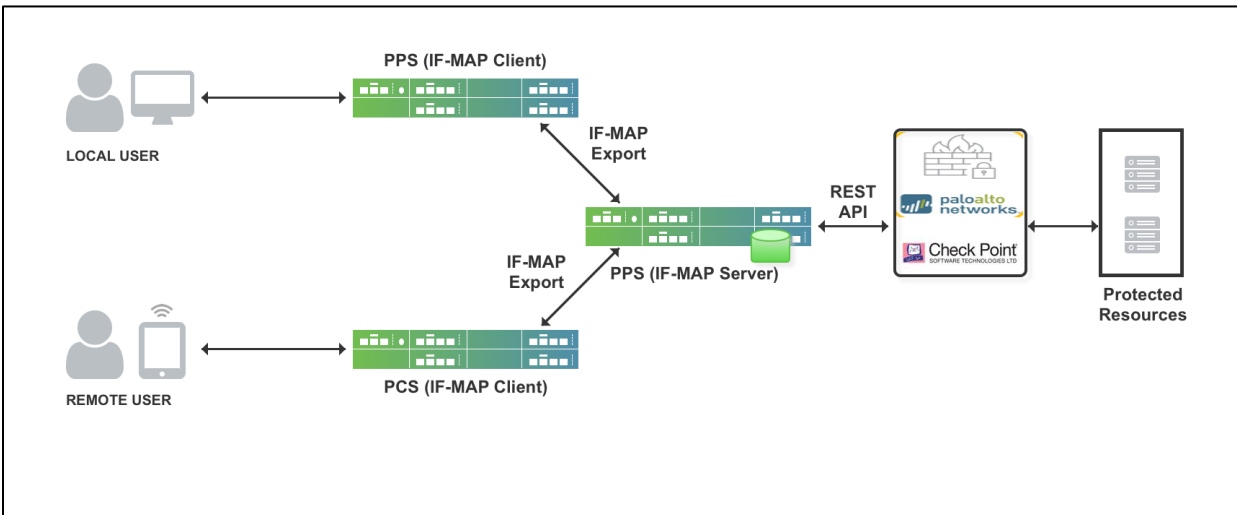 PPS (IF-MAP Client)
LOCAL USER
IF-MAP
Export
REST
API
paloalto
networks
Check Point
SOFTWARE TECHNOLOGIES LTD
IF-MAP
Export
PPS (IF-MAP Server)
Protected
Resources
PCS (IF-MAP Client)
REMOTE USER